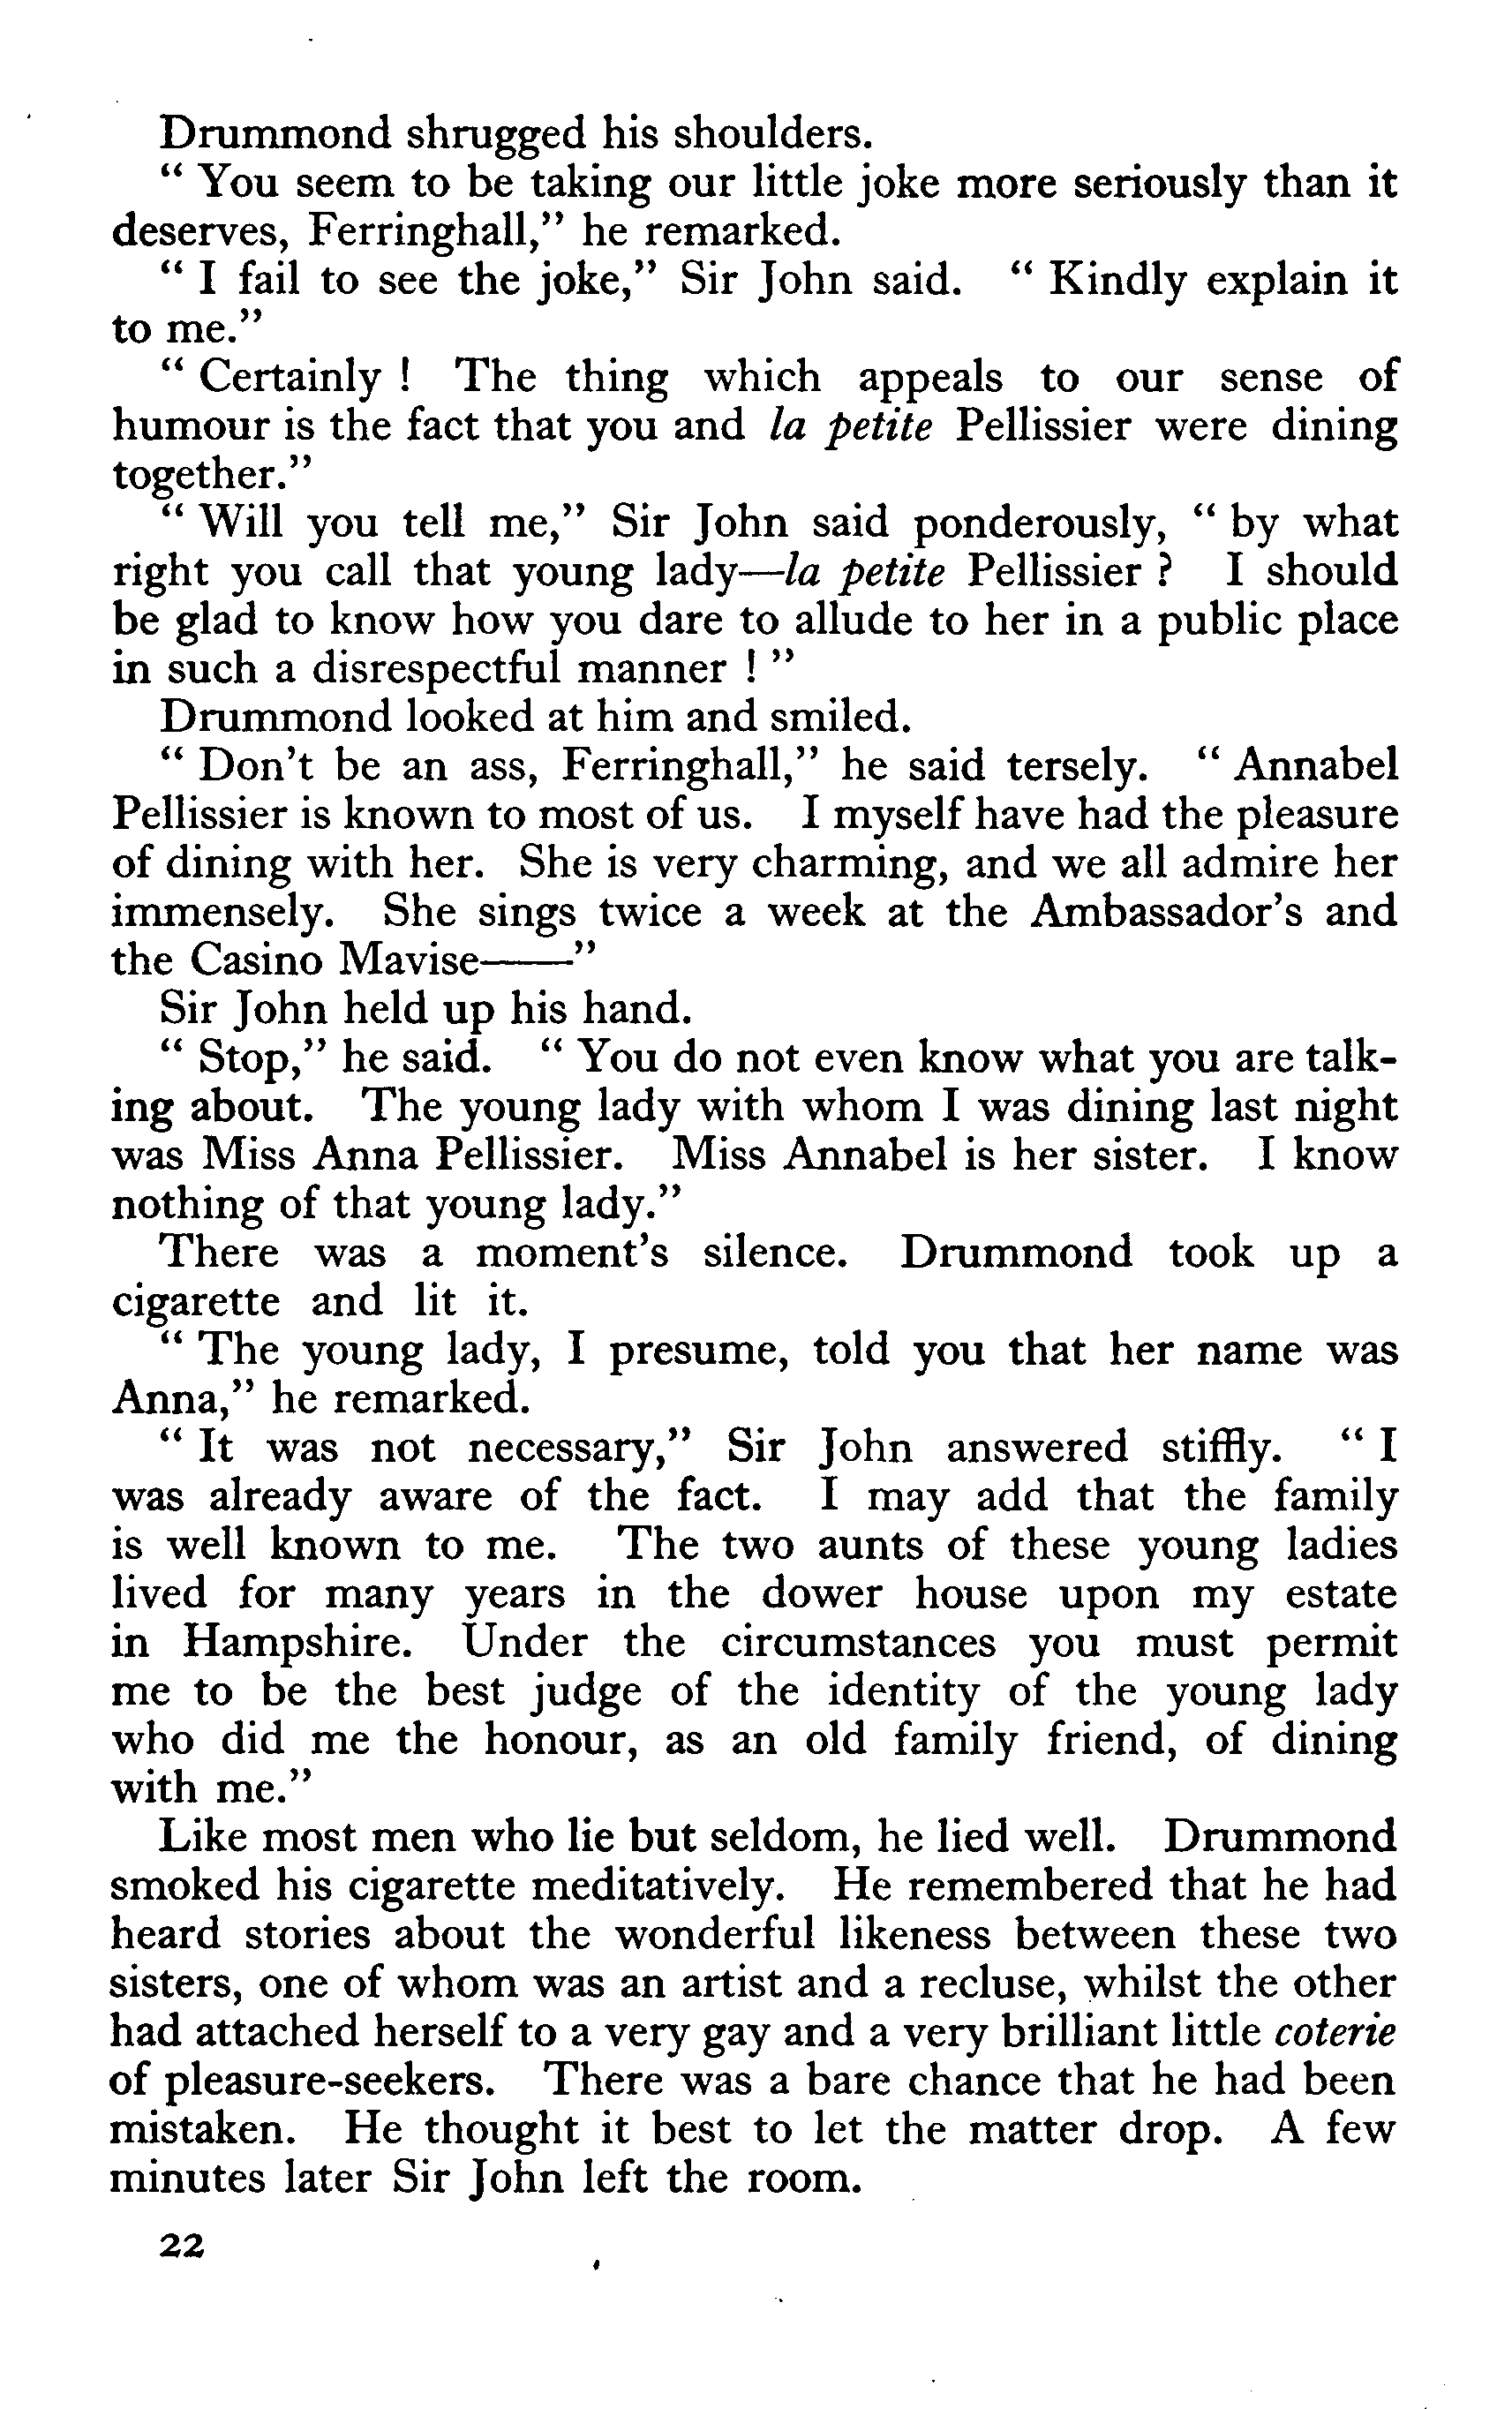 Drummond shrugged his shoulders.
“ You seem to be taking our little joke more seriously than it
deserves, Ferringhall,” he remarked.
“ I fail to see the joke,” Sir John said. “ Kindly explain it
to me.”
“ Certainly ! The thing which appeals to our sense of
humour is the fact that you and la petite Pellissier were dining
together.”
“ Will you tell me,” Sir John said ponderously, “ by what
right you call that young lady—la petite Pellissier ? I should
be glad to know how you dare to allude to her in a public place
in such a disrespectful manner ! ”
Drummond looked at him and smiled.
“ Don't be an ass, Ferringhall,” he said tersely. “ Annabel
Pellissier is known to most of us. I myself have had the pleasure
of dining with her. She is very charming, and we all admire her
immensely. She sings twice a week at the Ambassador's and
the Casino Mavise——”
Sir John held up his hand.
“ Stop,” he said. “ You do not even know what you are talk-
ing about. The young lady with whom I was dining last night
was Miss Anna Pellissier. Miss Annabel is her sister. I know
nothing of that young lady.”
There was a moment's silence. Drummond took up a
cigarette and lit it.
“ The young lady, I presume, told you that her name was
Anna,” he remarked.
“ It was not necessary,” Sir John answered stiffly. “ I
was already aware of the fact. I may add that the family
is well known to me. The two aunts of these young ladies
lived for many years in the dower house upon my estate
in Hampshire. Under the circumstances you must permit
me to be the best judge of the identity of the young lady
who did me the honour, as an old family friend, of dining
with me.”
Like most men who lie but seldom, he lied well. Drummond
smoked his cigarette meditatively. He remembered that he had
heard stories about the wonderful likeness between these two
sisters, one of whom was an artist and a recluse, whilst the other
had attached herself to a very gay and a very brilliant little coterie
of pleasure-seekers. There was a bare chance that he had been
mistaken. He thought it best to let the matter drop. A few
minutes later Sir John left the room.
22